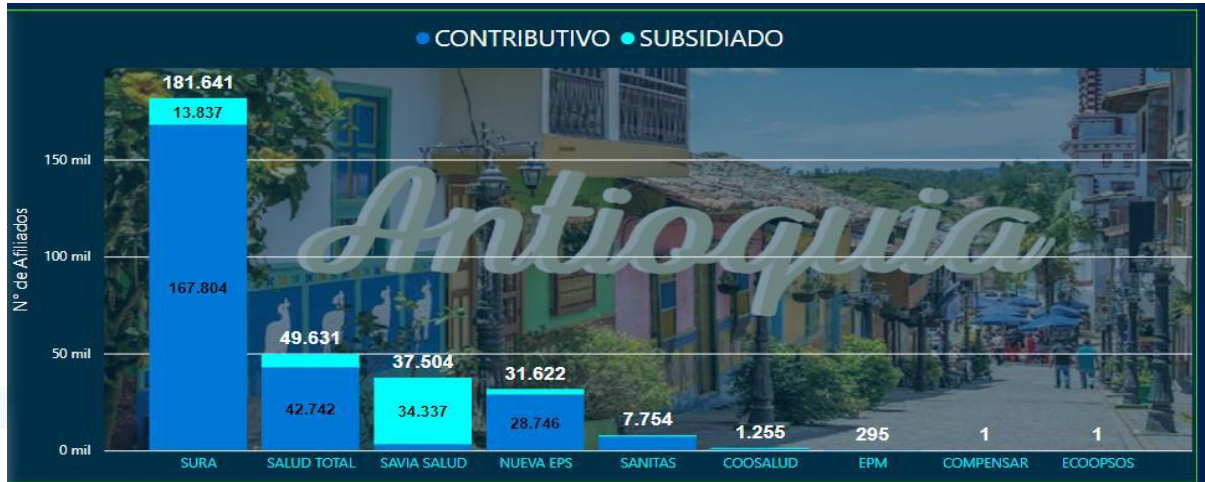 CONTRIBUTIVO SUBSIDIADO
181.641
13.837
150 mil
Antioquia
N° de Afiliados
100 mil
167.804
50 mil
49.631
37.504
31.622
42.742
34.337
28.746
7.754
1.255
295
1
1
0 mil
SURA SALUD TOTAL SAVIA SALUD NUEVA EPS SANITAS COOSALUD EPM COMPENSAR ECOOPSOS